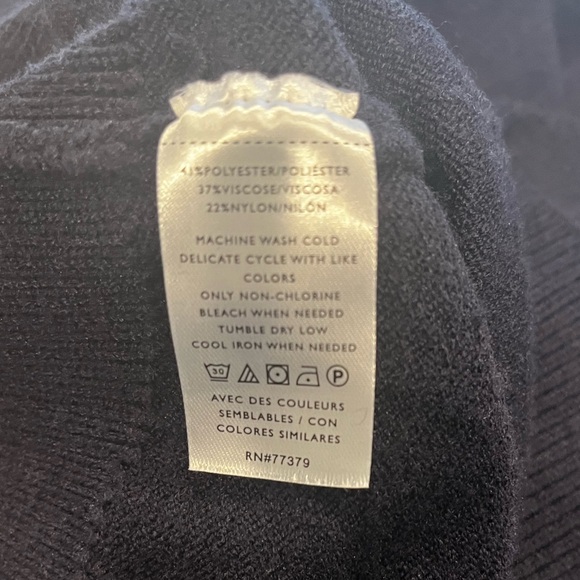 41%POLYESTER/POLIÉSTER
37%VISCOSE/VISCOSA
22%NYLON/NILÓN
MACHINE WASH COLD
DELICATE CYCLE WITH LIKE
COLORS
ONLY NON-CHLORINE
BLEACH WHEN NEEDED
TUMBLE DRY LOW
COOL IRON WHEN NEEDED
30 P
AVEC DES COULEURS
SEMBLABLES / CON
COLORES SIMILARES
RN#77379